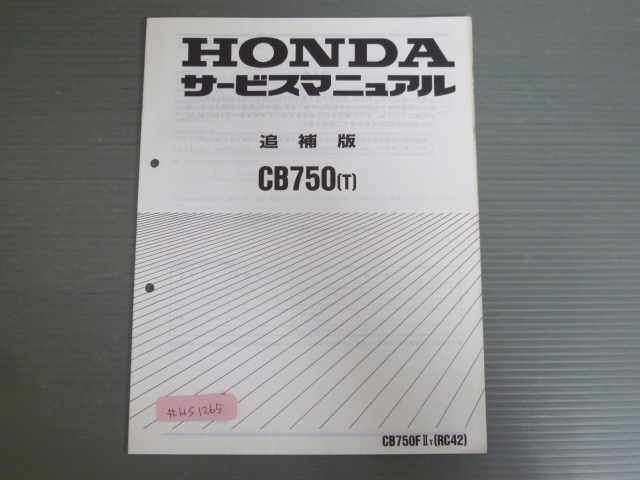 HONDA
サービスマニュアル
追補版
CB750(T)
#HS1265
CB750FⅡT(RC42)